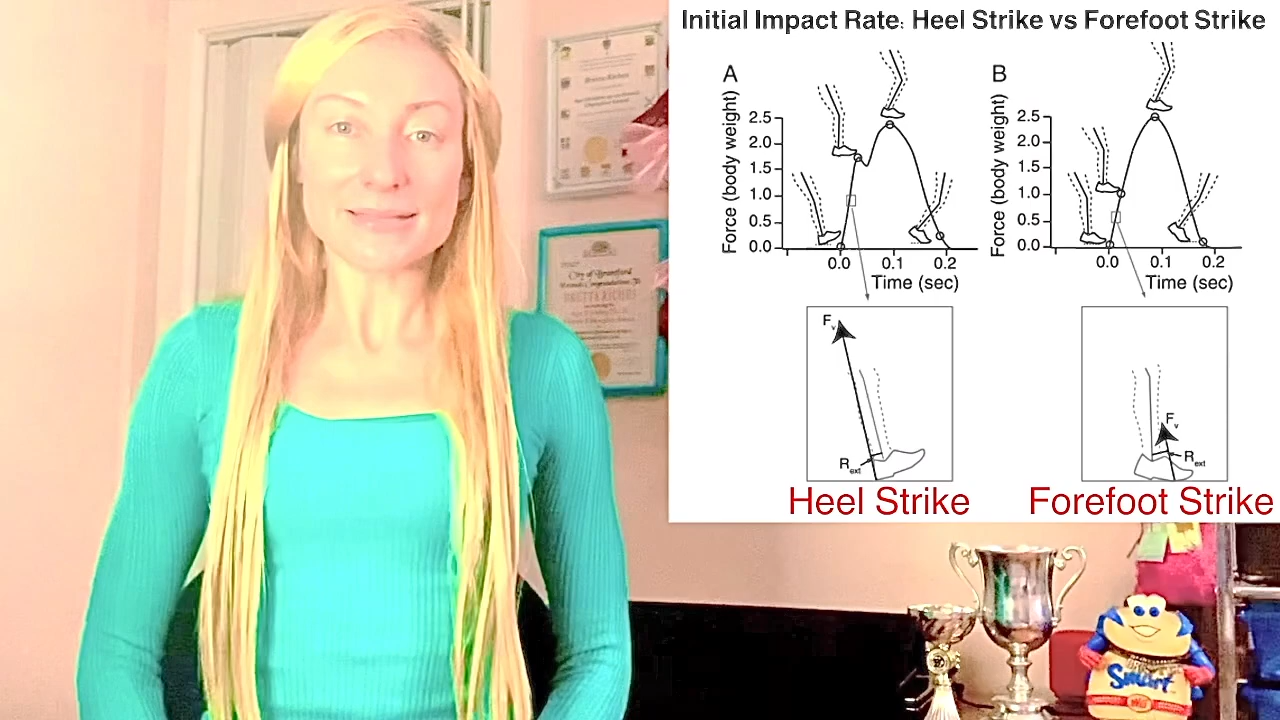 Initial Impact Rate: Heel Strike vs Forefoot Strike
A
B
Force (body weight)
2.5
2.0
1.5
1.0
0.5
0.0
0.0 0.1 0.2
Time (sec)
Force (body weight)
2.5
2.0
1.5
1.0
0.5
0.0
0.0 0.1 0.2
Time (sec)
Fv
Rext
Fv
Rext
Heel Strike
Forefoot Strike
City of Brantford
Smart